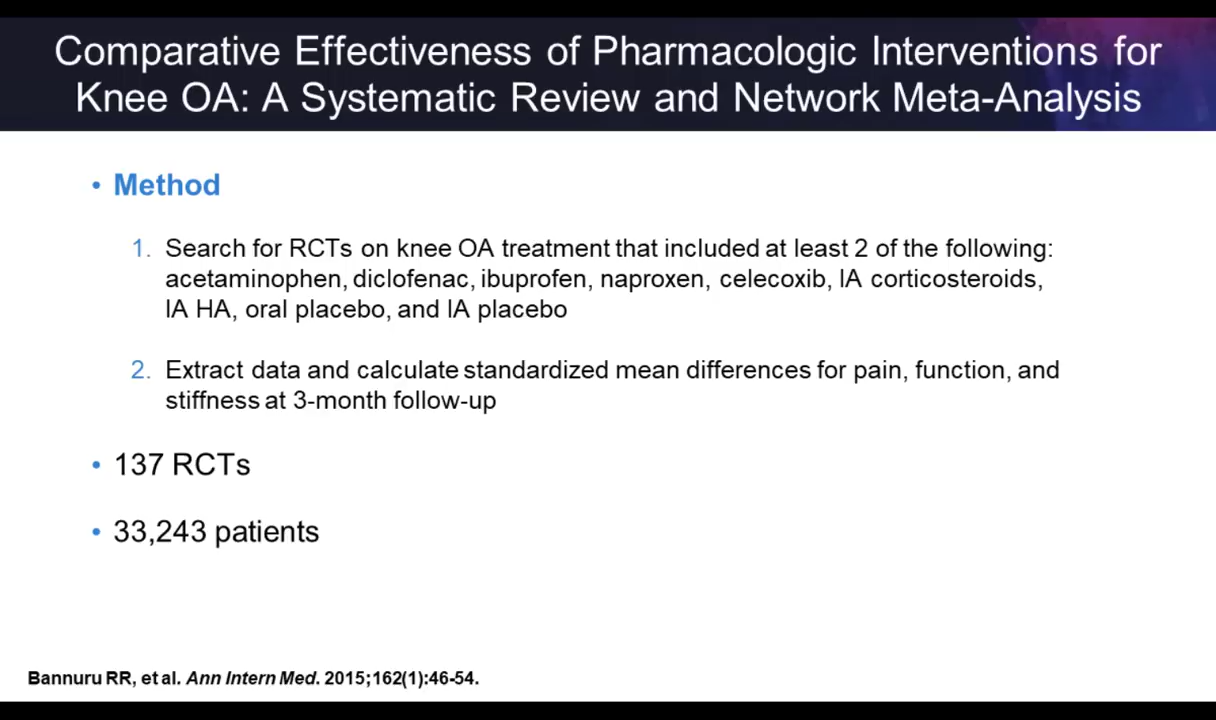 Comparative Effectiveness of Pharmacologic Interventions for
Knee OA: A Systematic Review and Network Meta-Analysis
• Method
1. Search for RCTs on knee OA treatment that included at least 2 of the following:
acetaminophen, diclofenac, ibuprofen, naproxen, celecoxib, IA corticosteroids,
IA HA, oral placebo, and IA placebo
2. Extract data and calculate standardized mean differences for pain, function, and
stiffness at 3-month follow-up
• 137 RCTs
• 33,243 patients
Bannuru RR, et al. Ann Intern Med. 2015;162(1):46-54.